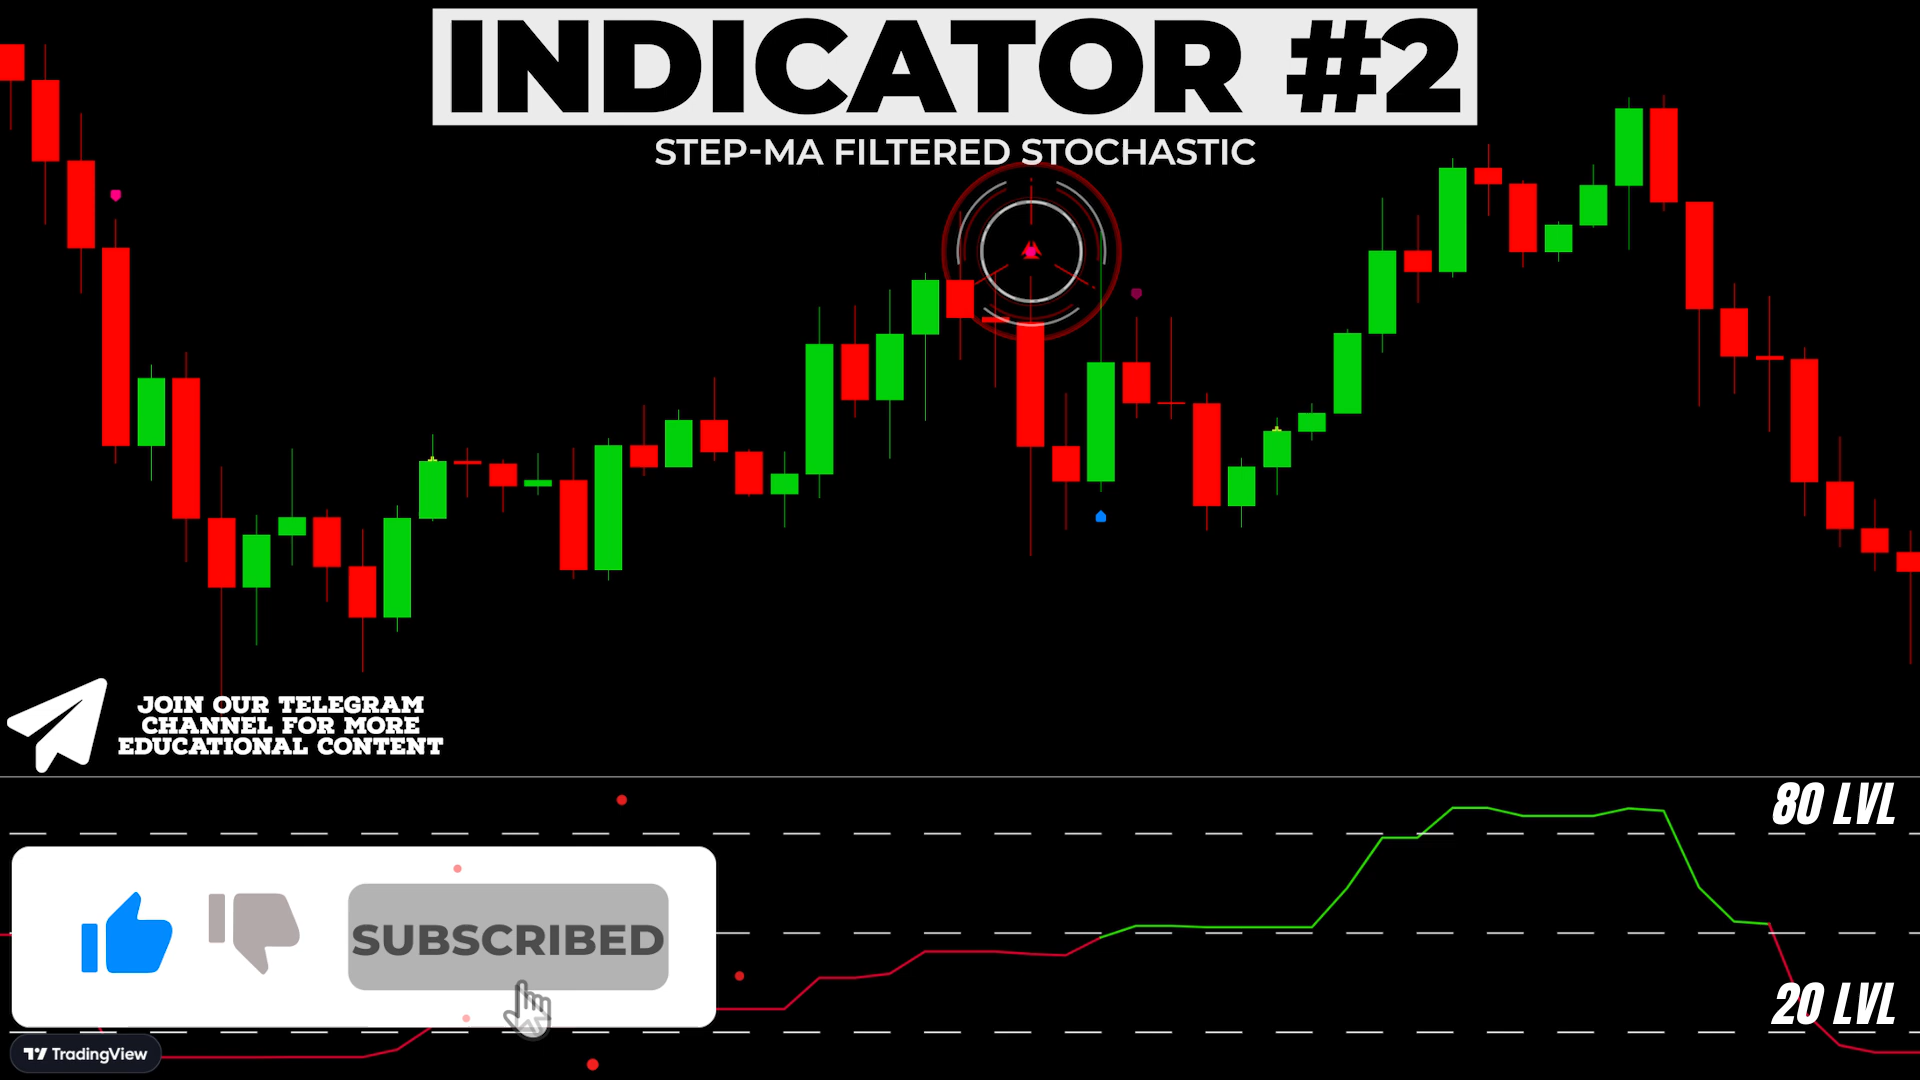 INDICATOR #2
STEP-MA FILTERED STOCHASTIC
JOIN OUR TELEGRAM
CHANNEL FOR MORE
EDUCATIONAL CONTENT
80 LVL
SUBSCRIBED
20 LVL
TradingView